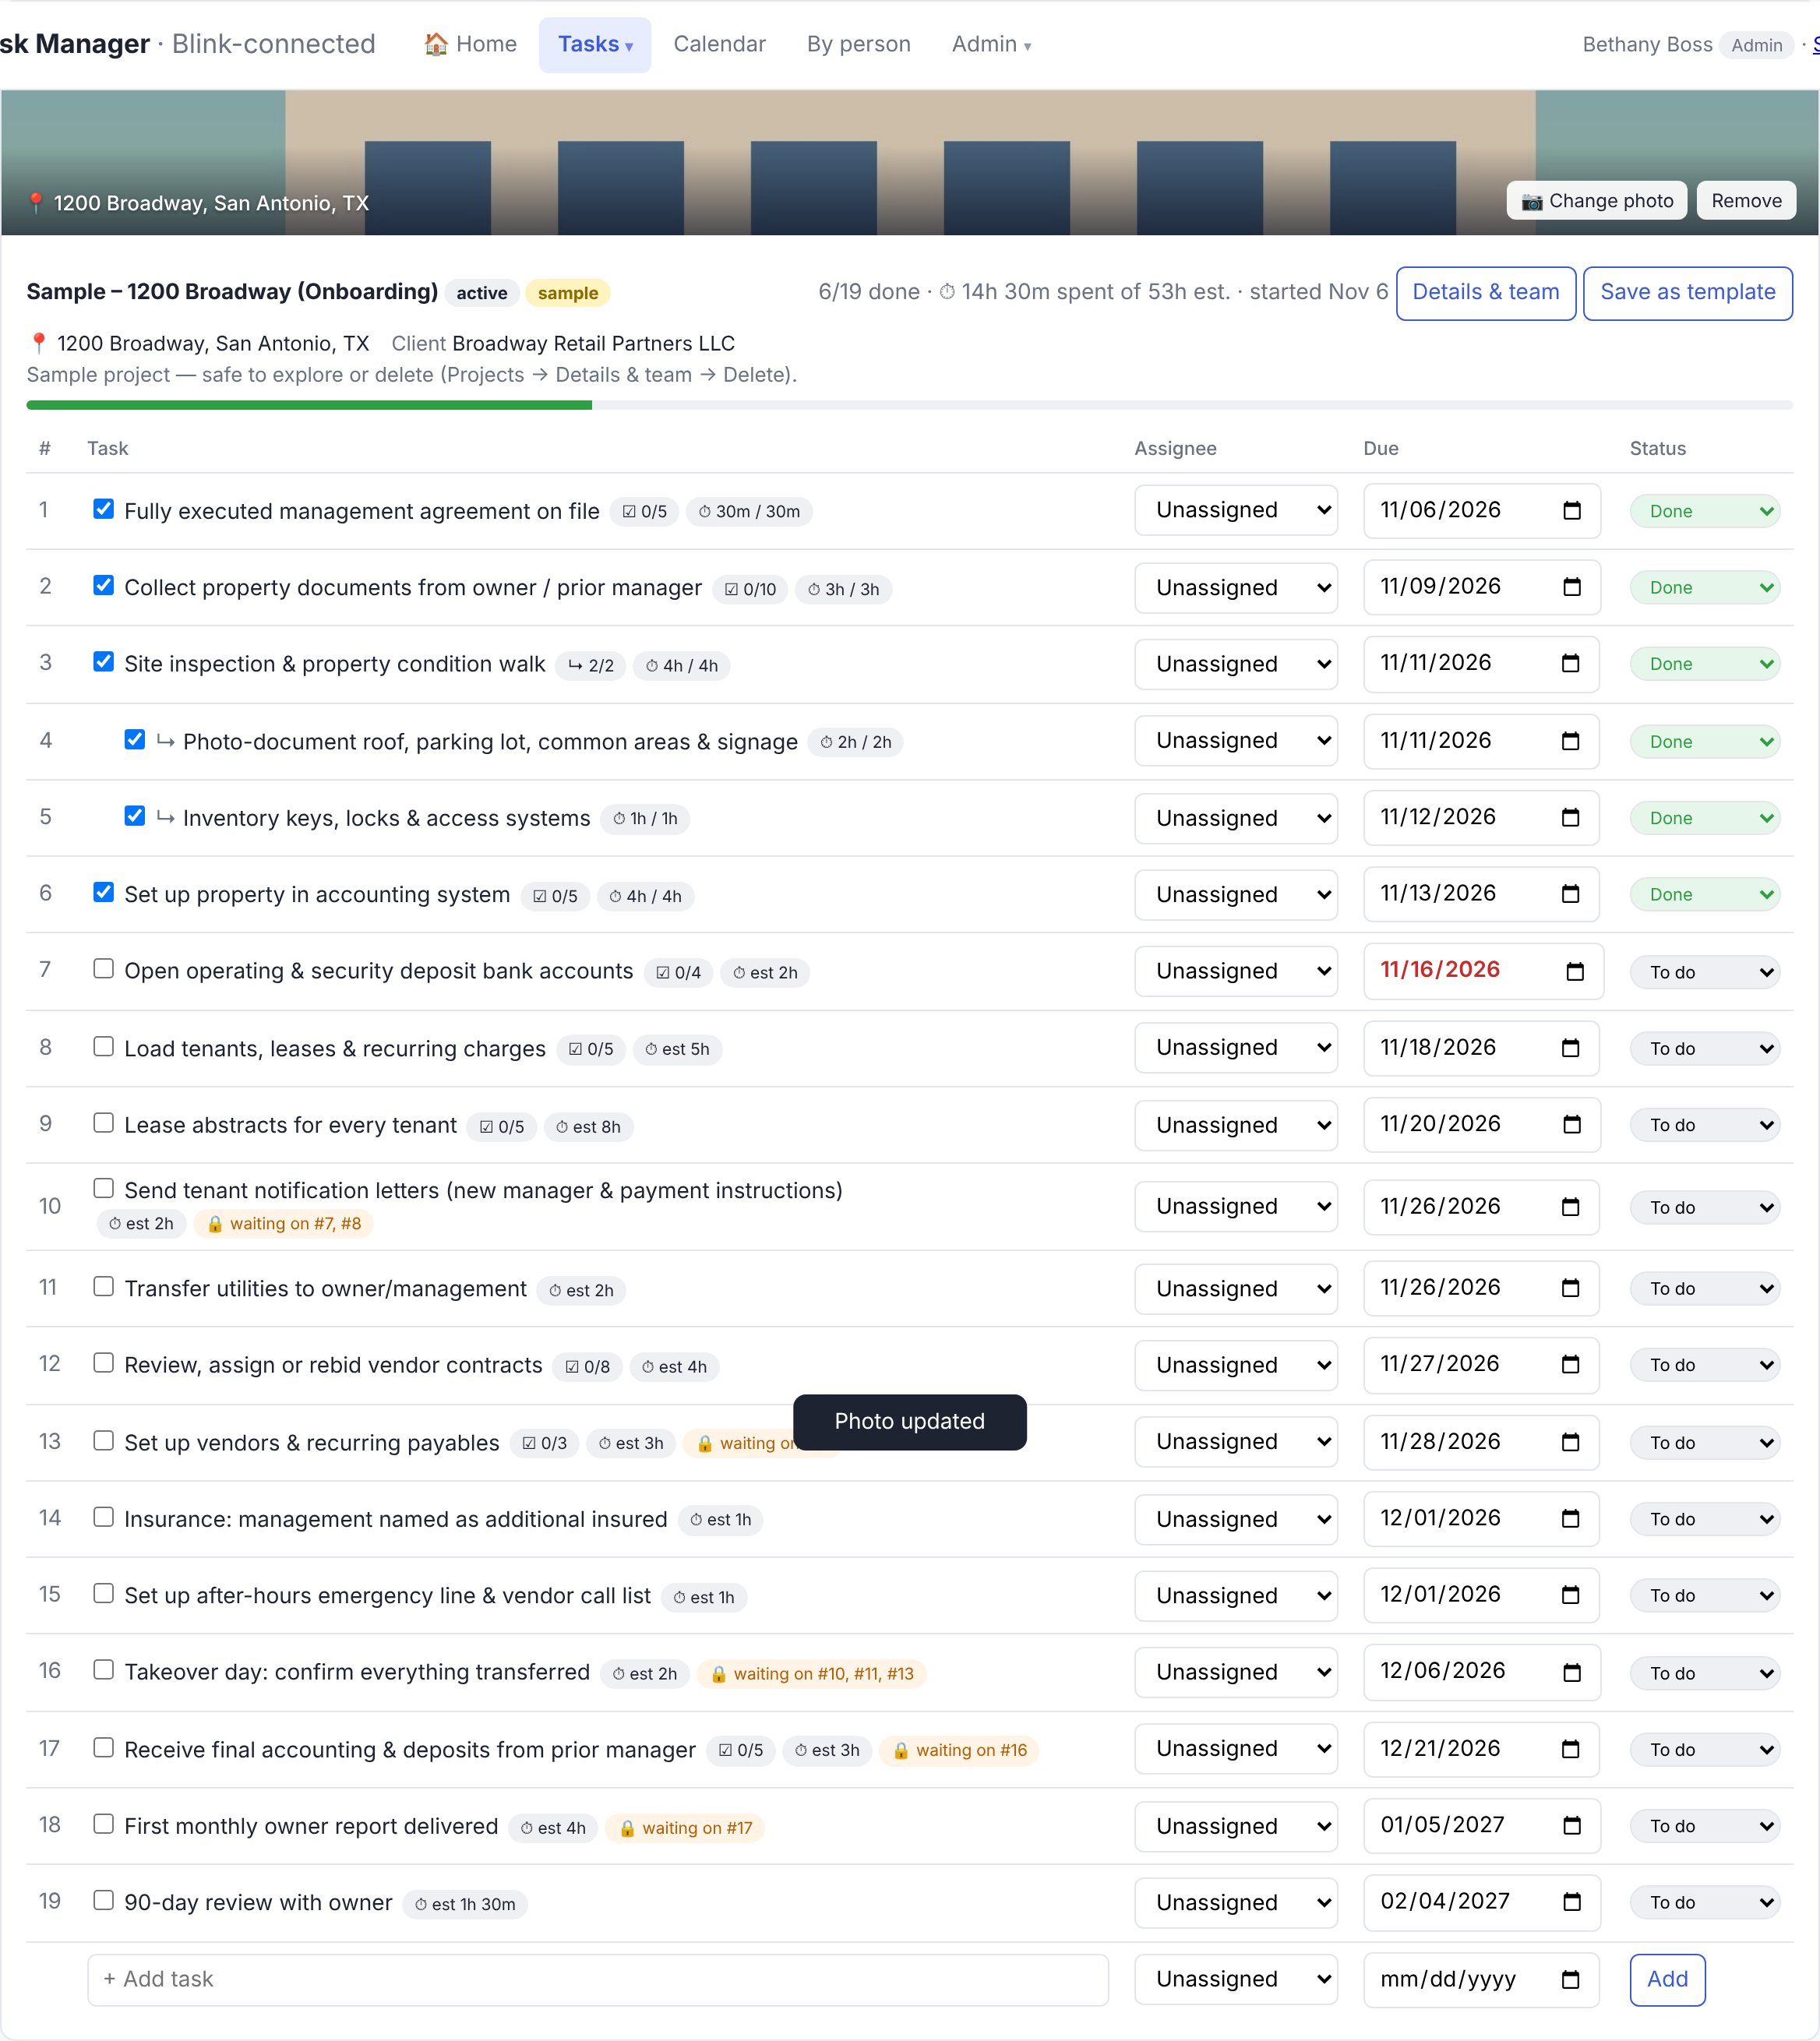 sk Manager · Blink-connected 🏠 Home Tasks ▾ Calendar By person Admin ▾ Bethany Boss Admin ·
📍 1200 Broadway, San Antonio, TX 📷 Change photo Remove
Sample – 1200 Broadway (Onboarding) active sample 6/19 done · ⏱ 14h 30m spent of 53h est. · started Nov 6 Details & team Save as template
📍 1200 Broadway, San Antonio, TX Client Broadway Retail Partners LLC
Sample project — safe to explore or delete (Projects → Details & team → Delete).
# Task Assignee Due Status
1 Fully executed management agreement on file ☑ 0/5 ⏱ 30m / 30m Unassigned 11/06/2026 Done
2 Collect property documents from owner / prior manager ☑ 0/10 ⏱ 3h / 3h Unassigned 11/09/2026 Done
3 Site inspection & property condition walk ↳ 2/2 ⏱ 4h / 4h Unassigned 11/11/2026 Done
4 ↳ Photo-document roof, parking lot, common areas & signage ⏱ 2h / 2h Unassigned 11/11/2026 Done
5 ↳ Inventory keys, locks & access systems ⏱ 1h / 1h Unassigned 11/12/2026 Done
6 Set up property in accounting system ☑ 0/5 ⏱ 4h / 4h Unassigned 11/13/2026 Done
7 Open operating & security deposit bank accounts ☑ 0/4 ⏱ est 2h Unassigned 11/16/2026 To do
8 Load tenants, leases & recurring charges ☑ 0/5 ⏱ est 5h Unassigned 11/18/2026 To do
9 Lease abstracts for every tenant ☑ 0/5 ⏱ est 8h Unassigned 11/20/2026 To do
10 Send tenant notification letters (new manager & payment instructions) Unassigned 11/26/2026 To do
⏱ est 2h 🔒 waiting on #7, #8
11 Transfer utilities to owner/management ⏱ est 2h Unassigned 11/26/2026 To do
12 Review, assign or rebid vendor contracts ☑ 0/8 ⏱ est 4h Unassigned 11/27/2026 To do
Photo updated
13 Set up vendors & recurring payables ☑ 0/3 ⏱ est 3h 🔒 waiting Unassigned 11/28/2026 To do
14 Insurance: management named as additional insured ⏱ est 1h Unassigned 12/01/2026 To do
15 Set up after-hours emergency line & vendor call list ⏱ est 1h Unassigned 12/01/2026 To do
16 Takeover day: confirm everything transferred ⏱ est 2h 🔒 waiting on #10, #11, #13 Unassigned 12/06/2026 To do
17 Receive final accounting & deposits from prior manager ☑ 0/5 ⏱ est 3h 🔒 waiting on #16 Unassigned 12/21/2026 To do
18 First monthly owner report delivered ⏱ est 4h 🔒 waiting on #17 Unassigned 01/05/2027 To do
19 90-day review with owner ⏱ est 1h 30m Unassigned 02/04/2027 To do
+ Add task Unassigned mm/dd/yyyy Add